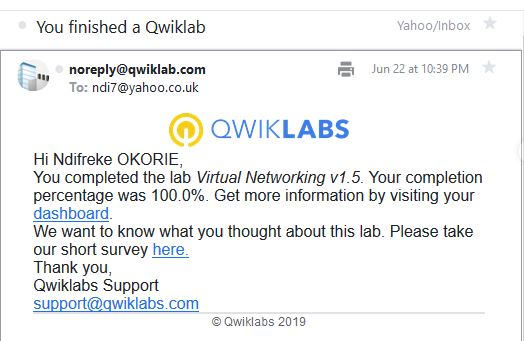 You finished a Qwiklab
Yahoo/Inbox
noreply@qwiklab.com
Jun 22 at 10:39 PM
To: ndi7@yahoo.co.uk
QWIKLABS
Hi Ndifreke OKORIE,
You completed the lab Virtual Networking v1.5. Your completion
percentage was 100.0%. Get more information by visiting your
dashboard.
We want to know what you thought about this lab. Please take
our short survey here.
Thank you,
Qwiklabs Support
support@qwiklabs.com
© Qwiklabs 2019